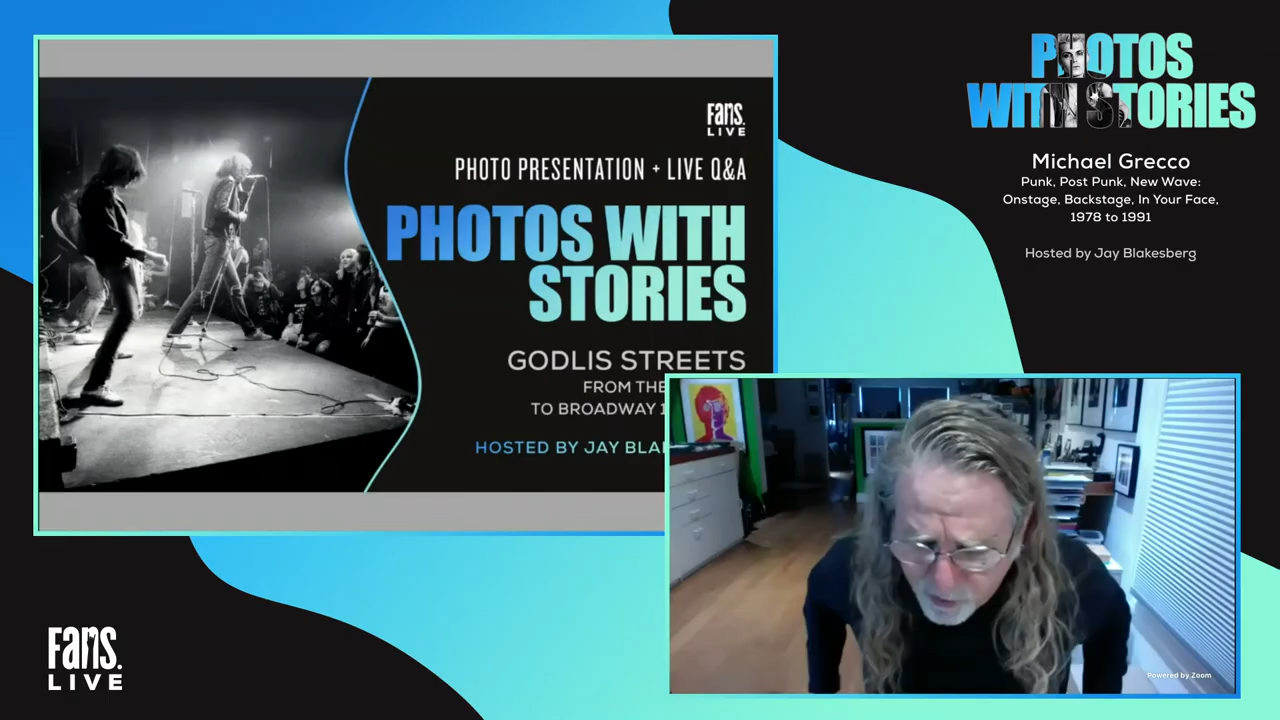 Fans.
LIVE
PHOTO PRESENTATION + LIVE Q&A
PHOTOS WITH
STORIES
GODLIS STREETS
FROM THE
TO BROADWAY
HOSTED BY JAY
PHOTOS
WITH STORIES
Michael Grecco
Punk, Post Punk, New Wave:
Onstage, Backstage, In Your Face,
1978 to 1991
Hosted by Jay Blakesberg
Fans.
LIVE
Powered by Zoom